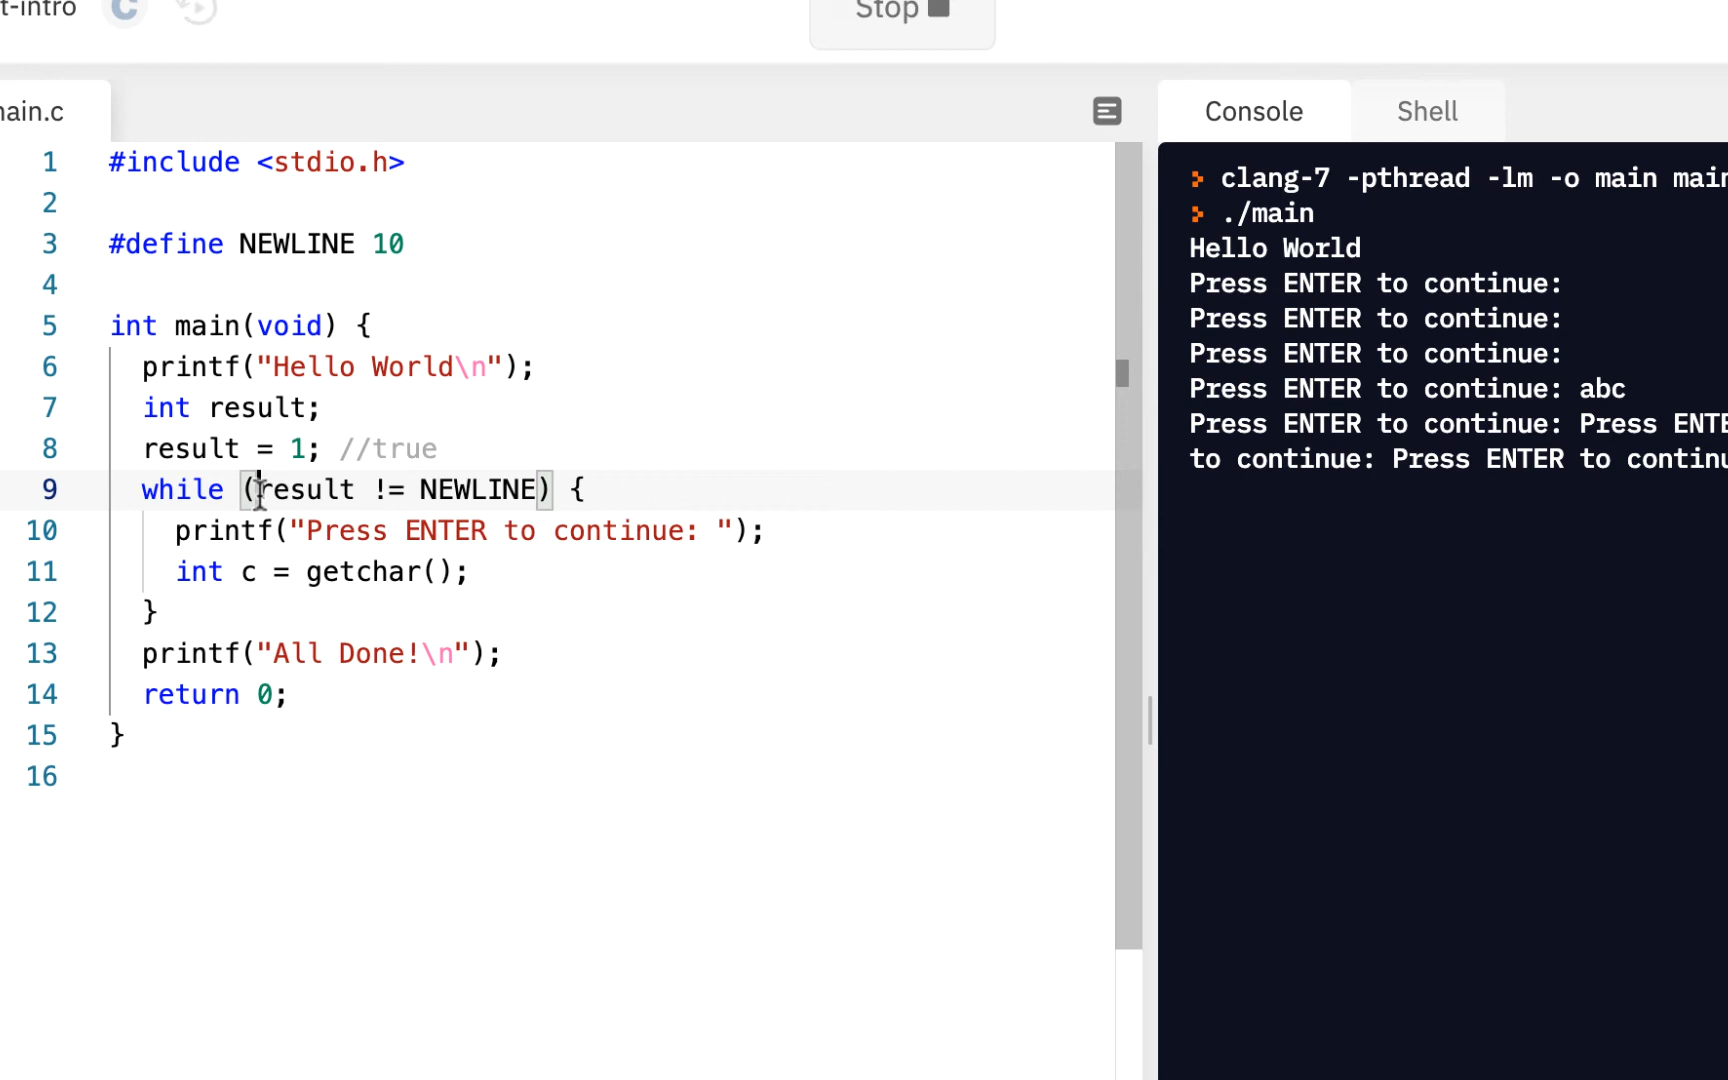 t-intro C
Stop
ain.c
Console Shell
1 #include <stdio.h>
2
3 #define NEWLINE 10
4
5 int main(void) {
6 printf("Hello World\n");
7 int result;
8 result = 1; //true
9 while (result != NEWLINE) {
10 printf("Press ENTER to continue: ");
11 int c = getchar();
12 }
13 printf("All Done!\n");
14 return 0;
15 }
16
> clang-7 -pthread -lm -o main main
> ./main
Hello World
Press ENTER to continue:
Press ENTER to continue:
Press ENTER to continue:
Press ENTER to continue: abc
Press ENTER to continue: Press ENTE
to continue: Press ENTER to continu